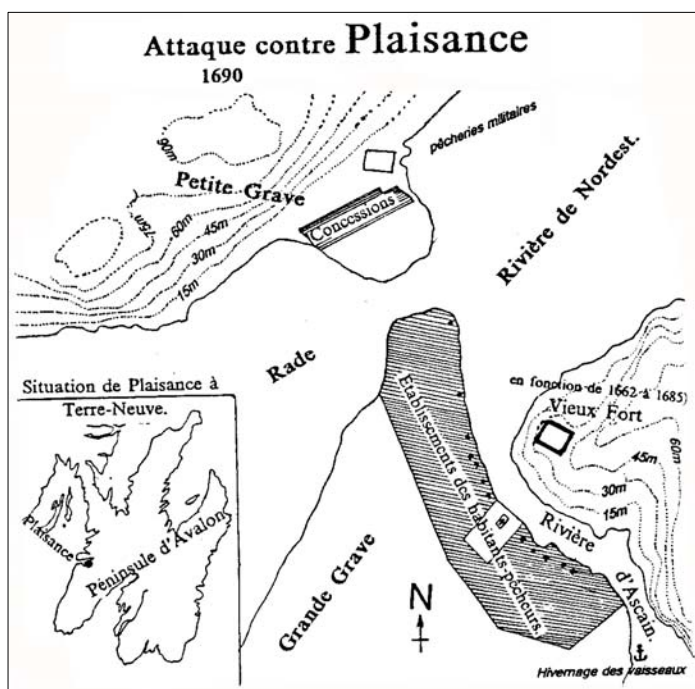 Attaque contre Plaisance
1690
pêcheries militaires
90m
Petite Grave
75m
60m
45m
30m
15m
Concessions
Rivière de Nordest.
Rade
Situation de Plaisance à
Terre-Neuve.
Plaisance
Péninsule d'Avalon
en fonction de 1662 à 1685)
Vieux Fort
60m
45m
30m
15m
Etablissements des habitants-pêcheurs.
Rivière
d'Ascain.
Grande Grave
N
Hivernage des vaisseaux